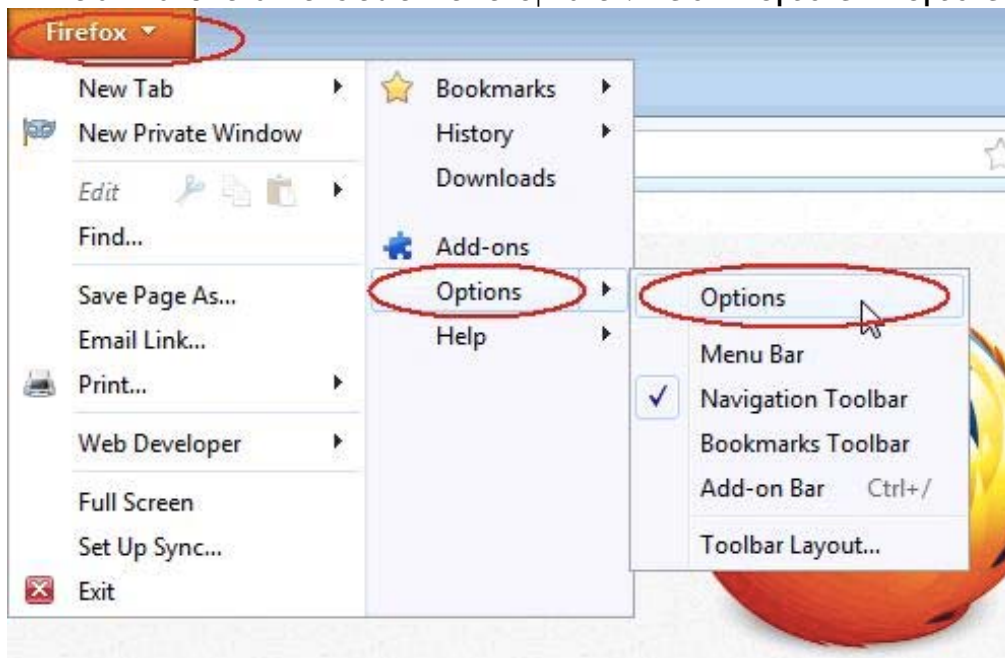 Firefox
New Tab
New Private Window
Edit
Find...
Save Page As...
Email Link...
Print...
Web Developer
Full Screen
Set Up Sync...
Exit
Bookmarks
History
Downloads
Add-ons
Options
Help
Options
Menu Bar
Navigation Toolbar
Bookmarks Toolbar
Add-on Bar Ctrl+/
Toolbar Layout...